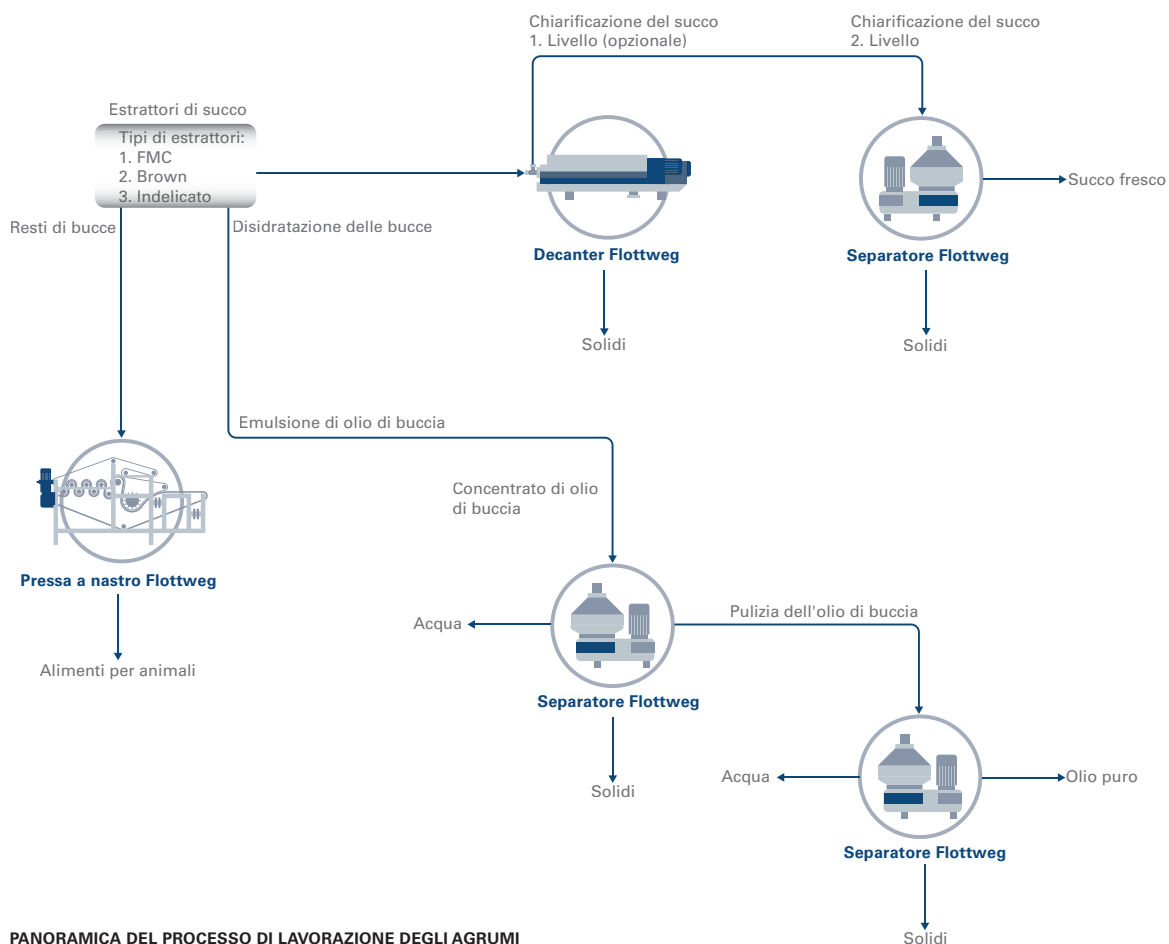 Chiarificazione del succo
1. Livello (opzionale)
Chiarificazione del succo
2. Livello
Estrattori di succo
Tipi di estrattori:
1. FMC
2. Brown
3. Indelicato
Succo fresco
Resti di bucce
Disidratazione delle bucce
Decanter Flottweg
Separatore Flottweg
Solidi
Solidi
Emulsione di olio di buccia
Concentrato di olio
di buccia
Pressa a nastro Flottweg
Acqua
Pulizia dell'olio di buccia
Alimenti per animali
Separatore Flottweg
Acqua
Olio puro
Solidi
Separatore Flottweg
Solidi
PANORAMICA DEL PROCESSO DI LAVORAZIONE DEGLI AGRUMI